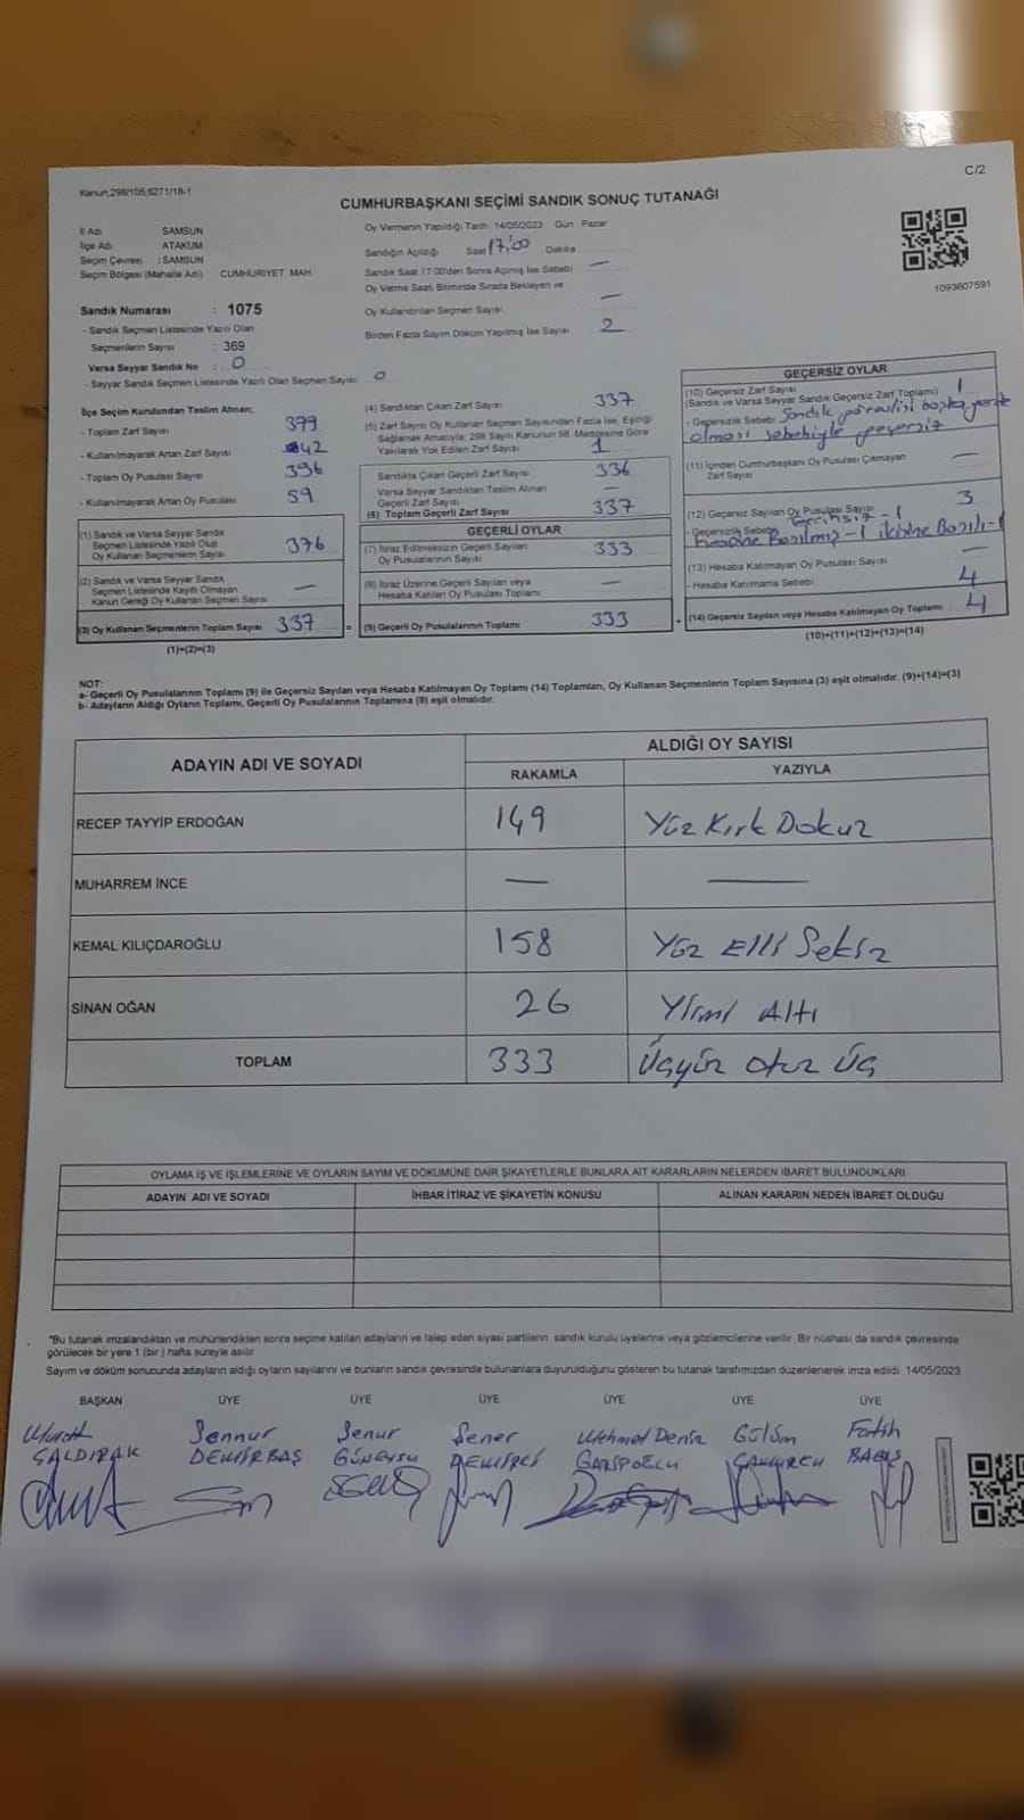 C/2
Kanun,298/105;6271/18-1
CUMHURBAŞKANI SEÇİMİ SANDIK SONUÇ TUTANAĞI
İl Adı SAMSUN
İlçe Adı ATAKUM
Seçim Çevresi : SAMSUN
Seçim Bölgesi (Mahalle Adı) CUMHURİYET MAH.
Oy Vermenin Yapıldığı Tarih 14/05/2023 Gün : Pazar
Sandığın Açıldığı Saat 17:00 Dakika
Sandık Saat 17:00'den Sonra Açılmış İse Sebebi —
Oy Verme Saati Bitiminde Sırada Bekleyen ve
Oy Kullandırılan Seçmen Sayısı —
Birden Fazla Sayım Döküm Yapılmış İse Sayısı 2
1093607591
Sandık Numarası : 1075
- Sandık Seçmen Listesinde Yazılı Olan
Seçmenlerin Sayısı : 369
Varsa Seyyar Sandık No : 0
- Seyyar Sandık Seçmen Listesinde Yazılı Olan Seçmen Sayısı 0
İlçe Seçim Kurulundan Teslim Alınan;
- Toplam Zarf Sayısı 379
- Kullanılmayarak Artan Zarf Sayısı 42
- Toplam Oy Pusulası Sayısı 396
- Kullanılmayarak Artan Oy Pusulası 59
(1) Sandık ve Varsa Seyyar Sandık
Seçmen Listesinde Yazılı Olup
Oy Kullanan Seçmenlerin Sayısı
(2) Sandık ve Varsa Seyyar Sandık
Seçmen Listesinde Kayıtlı Olmayan
Kanun Gereği Oy Kullanan Seçmen Sayısı —
(3) Oy Kullanan Seçmenlerin Toplam Sayısı 337
(1)+(2)=(3)
(4) Sandıktan Çıkan Zarf Sayısı 337
(5) Zarf Sayısı Oy Kullanan Seçmen Sayısından Fazla İse, Eşitliği
Sağlamak Amacıyla; 298 Sayılı Kanunun 98. Maddesine Göre
Yakılarak Yok Edilen Zarf Sayısı 1
Sandıkta Çıkan Geçerli Zarf Sayısı 336
Varsa Seyyar Sandıktan Teslim Alınan
Geçerli Zarf Sayısı —
(6) Toplam Geçerli Zarf Sayısı 337
GEÇERLİ OYLAR
(7) İtiraz Edilmeksizin Geçerli Sayılan
Oy Pusulalarının Sayısı 333
(8) İtiraz Üzerine Geçerli Sayılan veya
Hesaba Katılan Oy Pusulası Toplamı —
(9) Geçerli Oy Pusulalarının Toplamı 333
GEÇERSİZ OYLAR
(10) Geçersiz Zarf Sayısı
(Sandık ve Varsa Seyyar Sandık Geçersiz Zarf Toplamı) 1
- Geçersizlik Sebebi Sandık görevlisi başka yerde
olması sebebiyle geçersiz
(11) İçinden Cumhurbaşkanı Oy Pusulası Çıkmayan
Zarf Sayısı —
(12) Geçersiz Sayılan Oy Pusulası Sayısı 3
- Geçersizlik Sebebi
Basılmış-1 ikisine Basılı-1
(13) Hesaba Katılmayan Oy Pusulası Sayısı —
- Hesaba Katılmama Sebebi 4
(14) Geçersiz Sayılan veya Hesaba Katılmayan Oy Toplamı 4
(10)+(11)+(12)+(13)=(14)
NOT:
a- Geçerli Oy Pusulalarının Toplamı (9) ile Geçersiz Sayılan veya Hesaba Katılmayan Oy Toplamı (14) Toplamları, Oy Kullanan Seçmenlerin Toplam Sayısına (3) eşit olmalıdır. (9)+(14)=(3)
b- Adayların Aldığı Oyların Toplamı, Geçerli Oy Pusulalarının Toplamına (9) eşit olmalıdır.
ADAYIN ADI VE SOYADI
ALDIĞI OY SAYISI
RAKAMLA YAZIYLA
RECEP TAYYİP ERDOĞAN 149 Yüz Kırk Dokuz
MUHARREM İNCE — —
KEMAL KILIÇDAROĞLU 158 Yüz Elli Sekiz
SİNAN OĞAN 26 Yirmi Altı
TOPLAM 333 Üçyüz otuz üç
OYLAMA İŞ VE İŞLEMLERİNE VE OYLARIN SAYIM VE DÖKÜMÜNE DAİR ŞİKAYETLERLE BUNLARA AİT KARARLARIN NELERDEN İBARET BULUNDUKLARI
ADAYIN ADI VE SOYADI İHBAR İTİRAZ VE ŞİKAYETİN KONUSU ALINAN KARARIN NEDEN İBARET OLDUĞU
"Bu tutanak imzalandıktan ve mühürlendikten sonra seçime katılan adayların ve talep eden siyasi partilerin, sandık kurulu üyelerine veya gözlemcilerine verilir. Bir nüshası da sandık çevresinde
görülecek bir yere 1 (bir ) hafta süreyle asılır
Sayım ve döküm sonucunda adayların aldığı oyların sayılarını ve bunların sandık çevresinde bulunanlara duyurulduğunu gösteren bu tutanak tarafımızdan düzenlenerek imza edildi. 14/05/2023
BAŞKAN ÜYE ÜYE ÜYE ÜYE ÜYE ÜYE
Murat Sennur Senur Şener Mehmet Deniz Gülüm Fatih
ÇALDIRAK DEMİRBAŞ